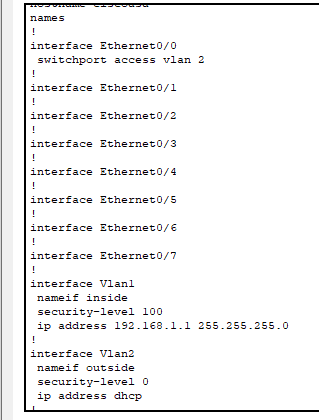 names
!
interface Ethernet0/0
 switchport access vlan 2
!
interface Ethernet0/1
!
interface Ethernet0/2
!
interface Ethernet0/3
!
interface Ethernet0/4
!
interface Ethernet0/5
!
interface Ethernet0/6
!
interface Ethernet0/7
!
interface Vlan1
 nameif inside
 security-level 100
 ip address 192.168.1.1 255.255.255.0
!
interface Vlan2
 nameif outside
 security-level 0
 ip address dhcp
!